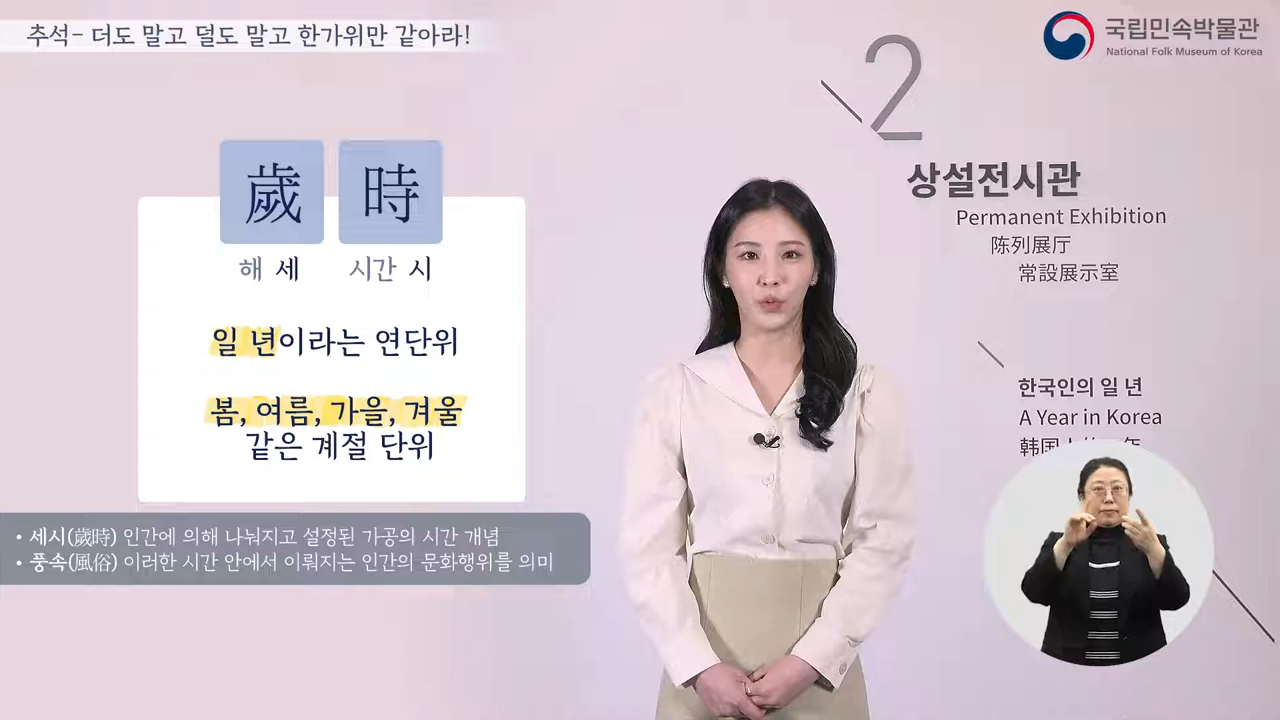 추석- 더도 말고 덜도 말고 한가위만 같아라!
국립민속박물관
National Folk Museum of Korea
2
상설전시관
Permanent Exhibition
陈列展厅
常設展示室
歲時
해 세 시간 시
일 년이라는 연단위
봄, 여름, 가을, 겨울
같은 계절 단위
한국인의 일 년
A Year in Korea
韩国
• 세시(歲時) 인간에 의해 나눠지고 설정된 가공의 시간 개념
• 풍속(風俗) 이러한 시간 안에서 이뤄지는 인간의 문화행위를 의미